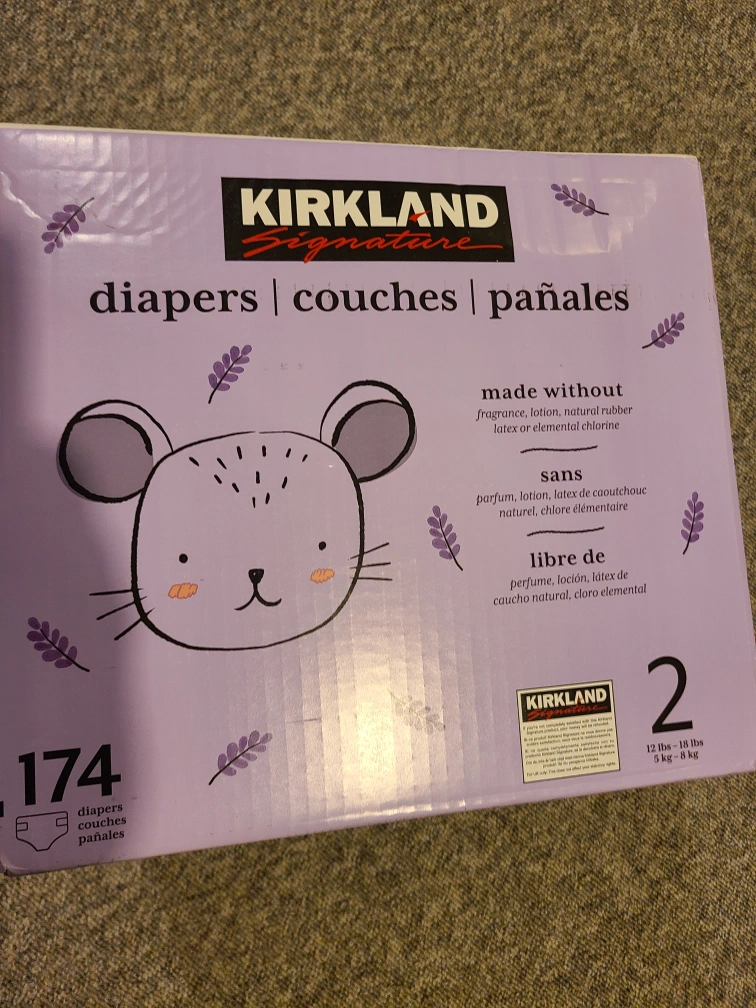 KIRKLAND
Signature
diapers | couches | pañales
made without
fragrance, lotion, natural rubber
latex or elemental chlorine
sans
parfum, lotion, latex de caoutchouc
naturel, chlore élémentaire
libre de
perfume, loción, látex de
caucho natural, cloro elemental
KIRKLAND
Signature
2
12 lbs – 18 lbs
5 kg – 8 kg
174
diapers
couches
pañales